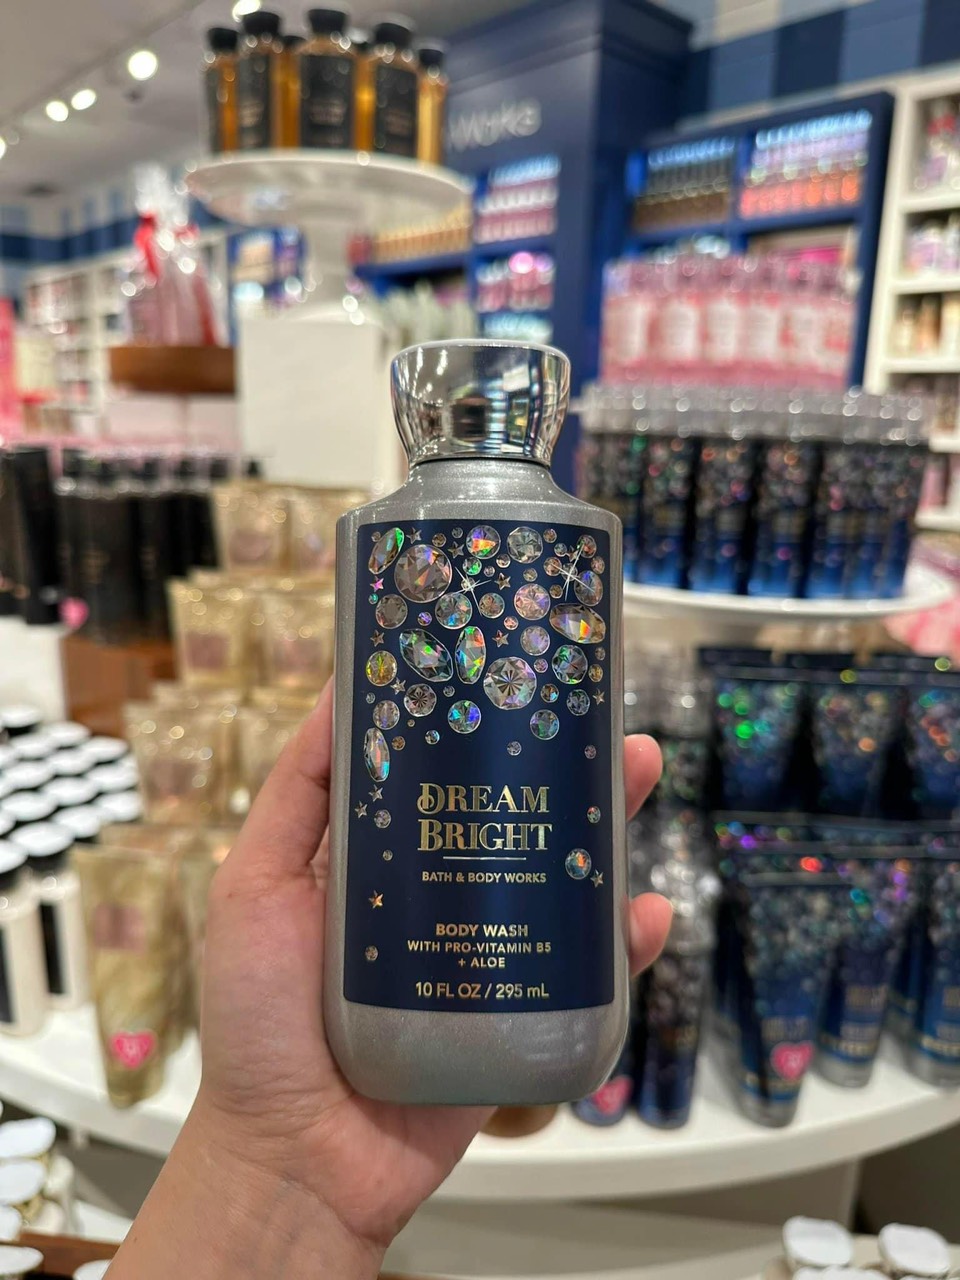 DREAM
BRIGHT
BATH & BODY WORKS
BODY WASH
WITH PRO-VITAMIN B5
+ ALOE
10 FL OZ / 295 mL